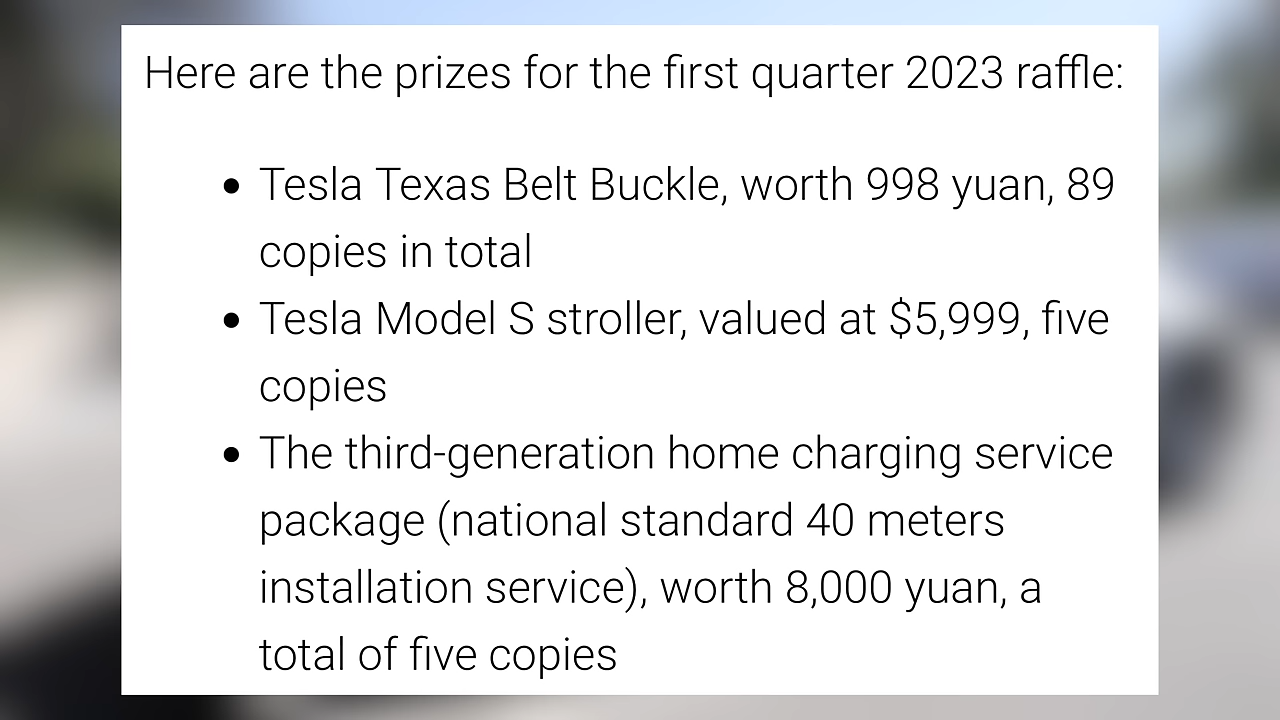 Here are the prizes for the first quarter 2023 raffle:
• Tesla Texas Belt Buckle, worth 998 yuan, 89
copies in total
• Tesla Model S stroller, valued at $5,999, five
copies
• The third-generation home charging service
package (national standard 40 meters
installation service), worth 8,000 yuan, a
total of five copies